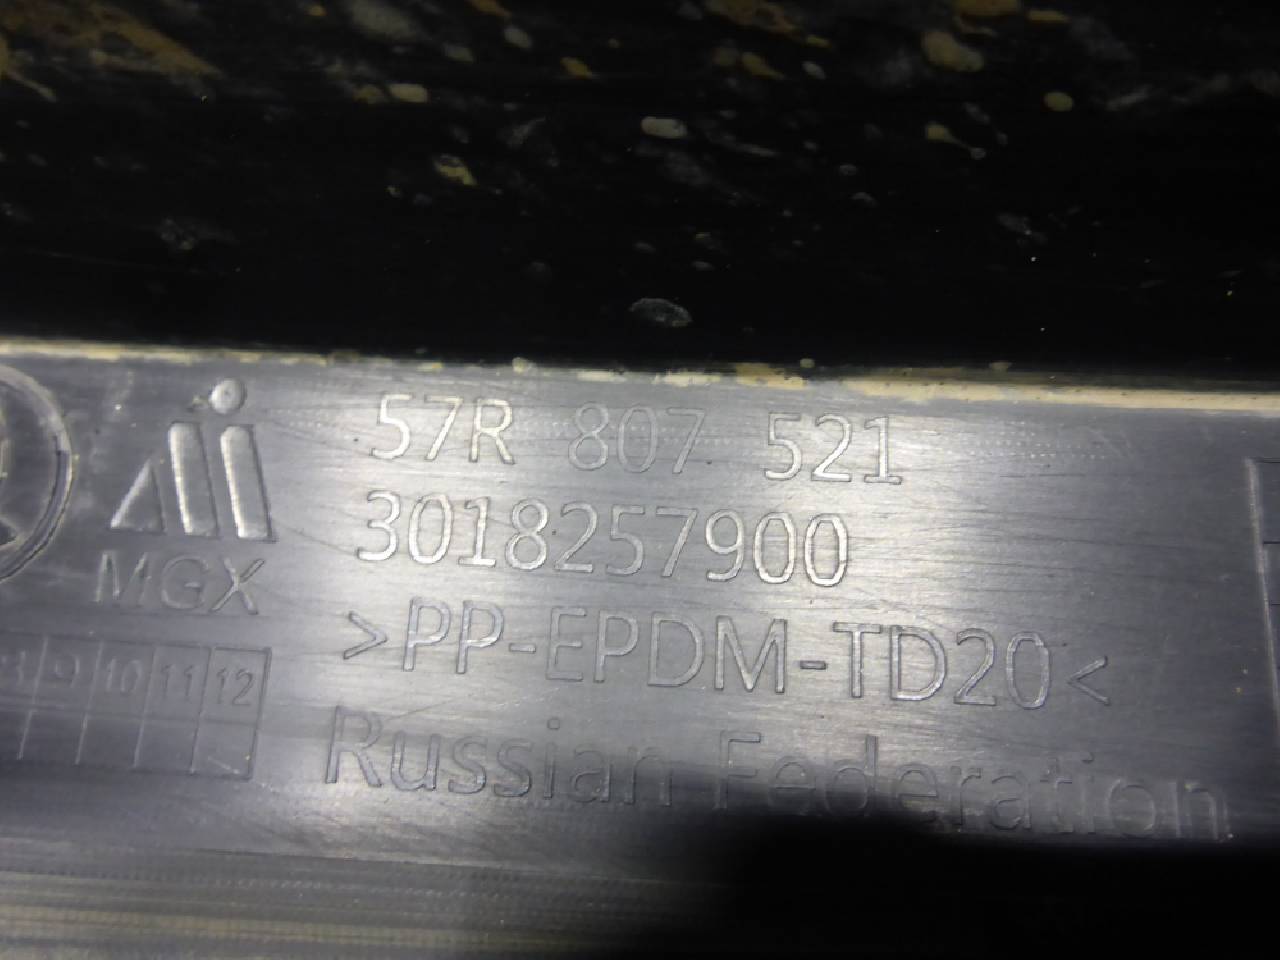 57R 807 521
3018257900
MGX
>PP-EPDM-TD20<
9 10 11 12
Russian Federation